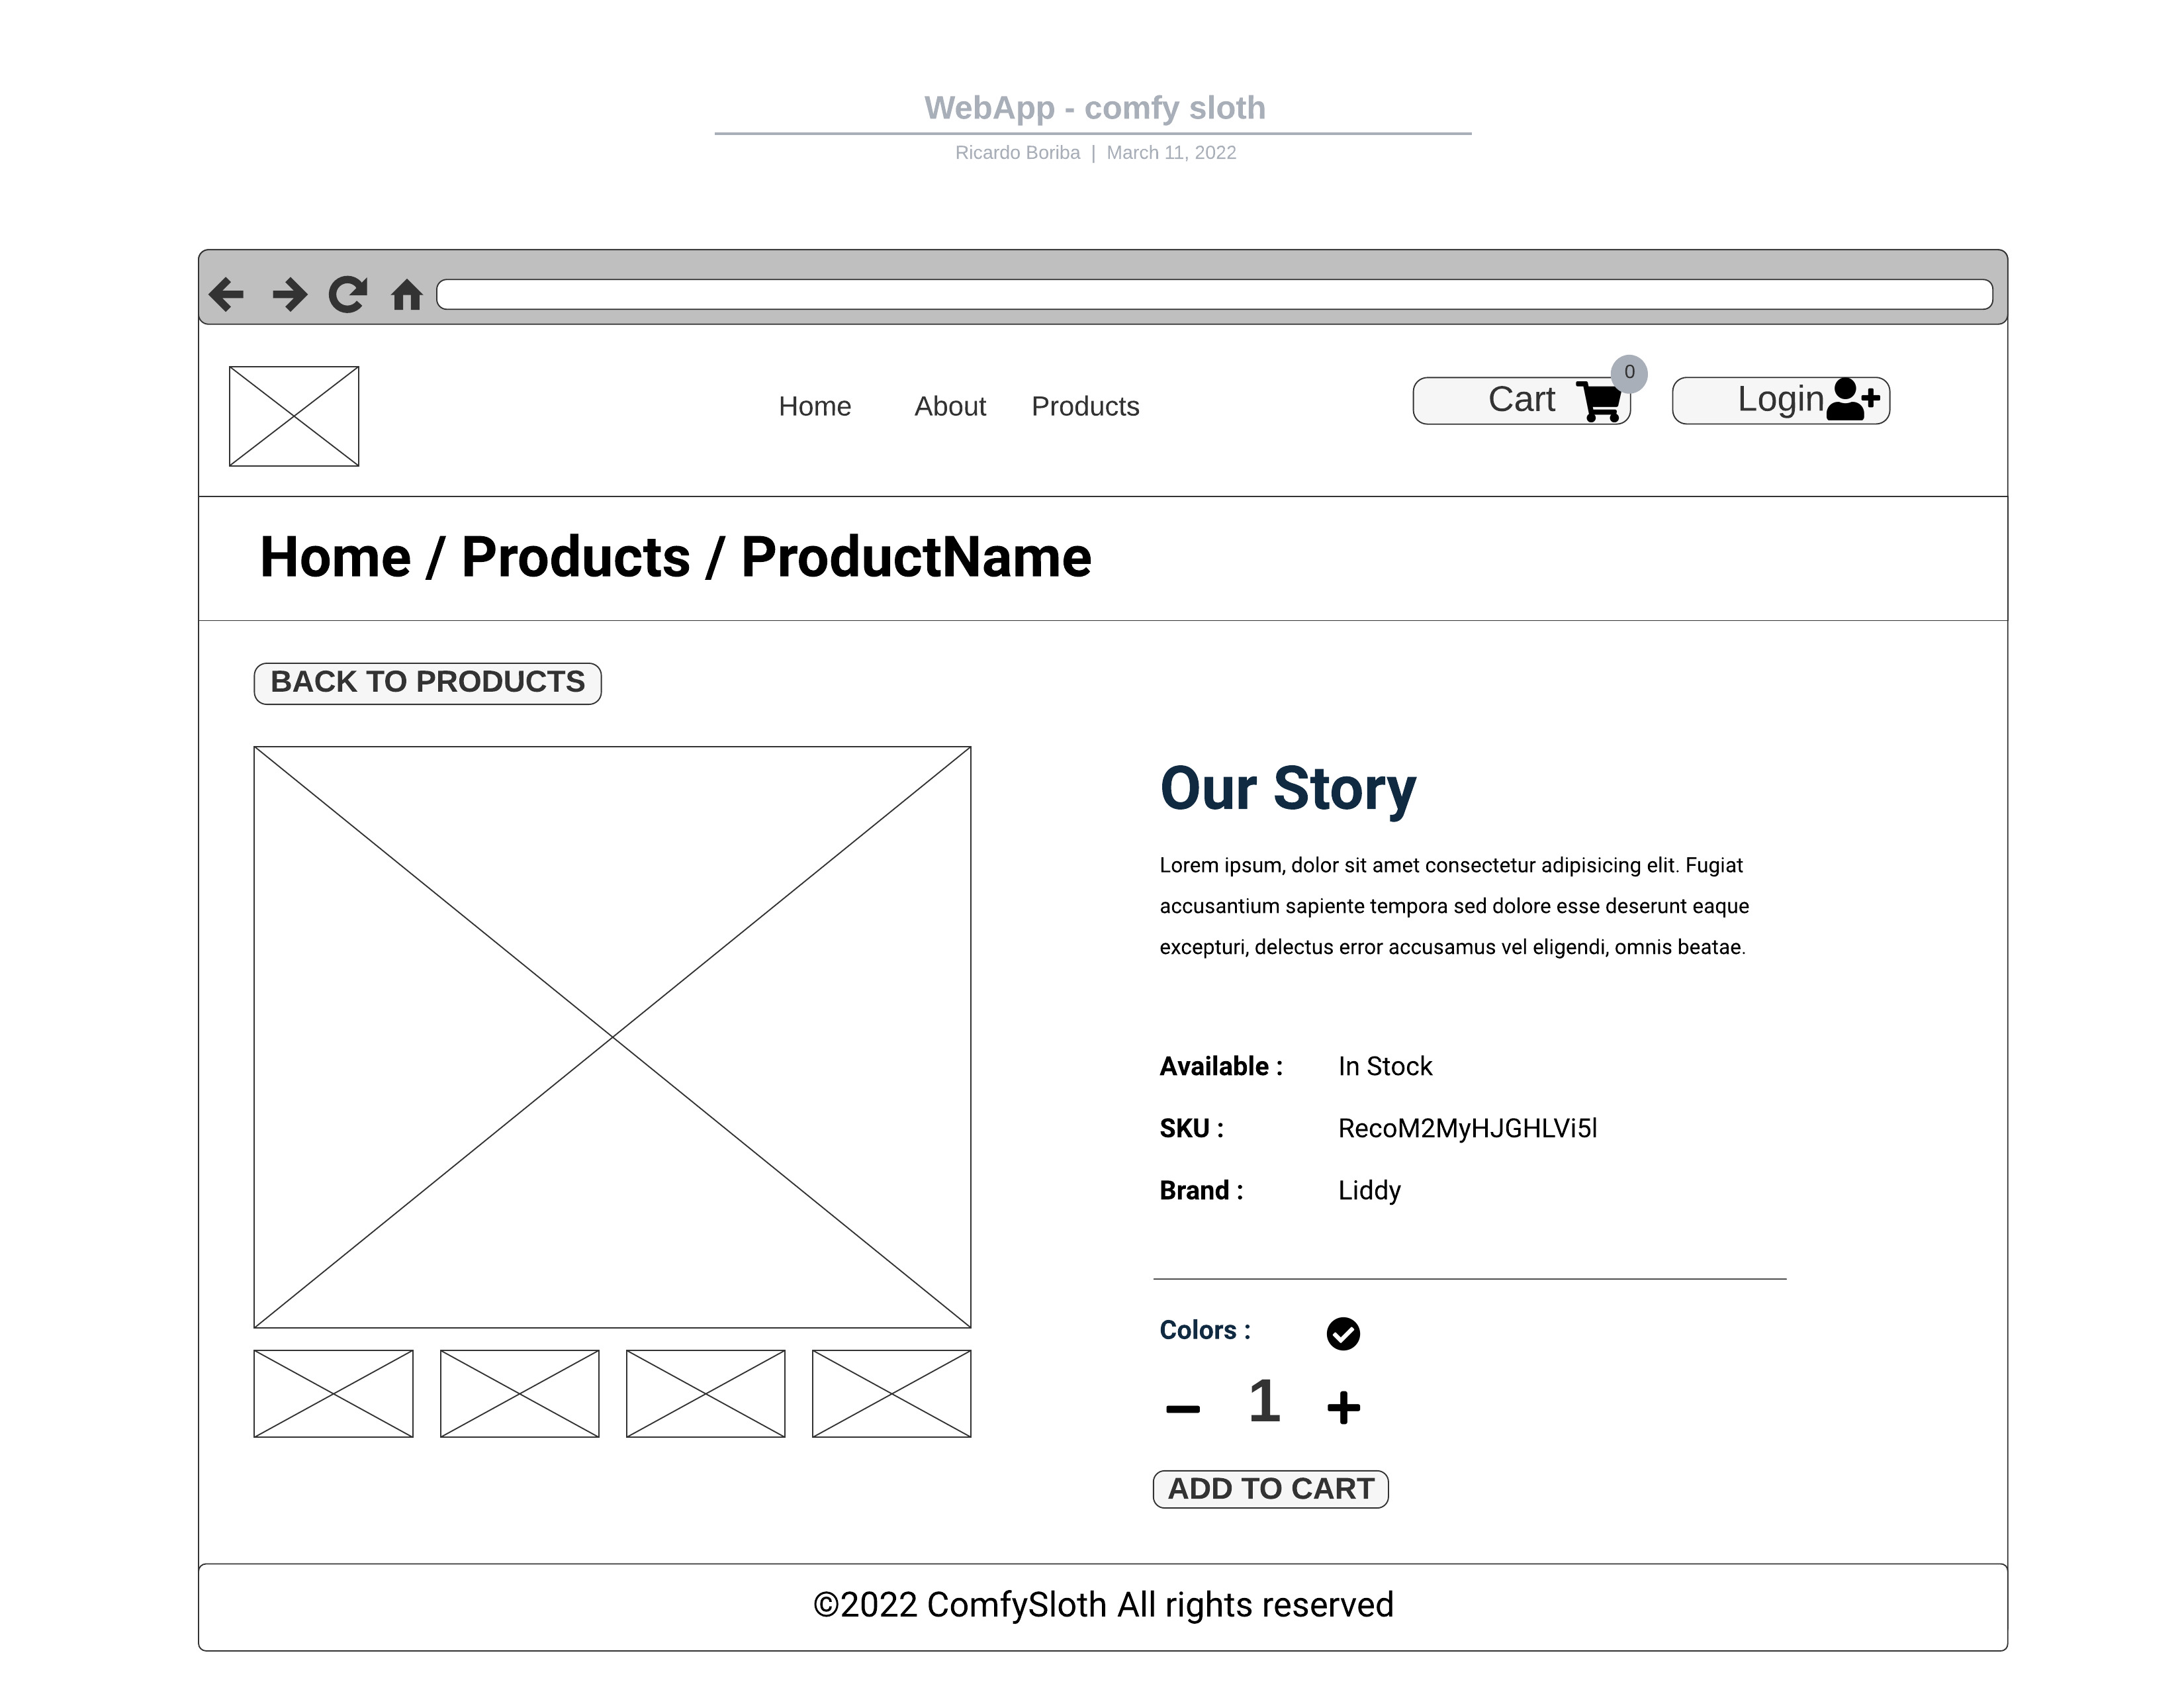 WebApp - comfy sloth
Ricardo Boriba | March 11, 2022
0
Home About Products Cart Login
Home / Products / ProductName
BACK TO PRODUCTS
Our Story
Lorem ipsum, dolor sit amet consectetur adipisicing elit. Fugiat
accusantium sapiente tempora sed dolore esse deserunt eaque
excepturi, delectus error accusamus vel eligendi, omnis beatae.
Available : In Stock
SKU : RecoM2MyHJGHLVi5l
Brand : Liddy
Colors :
1
ADD TO CART
©2022 ComfySloth All rights reserved